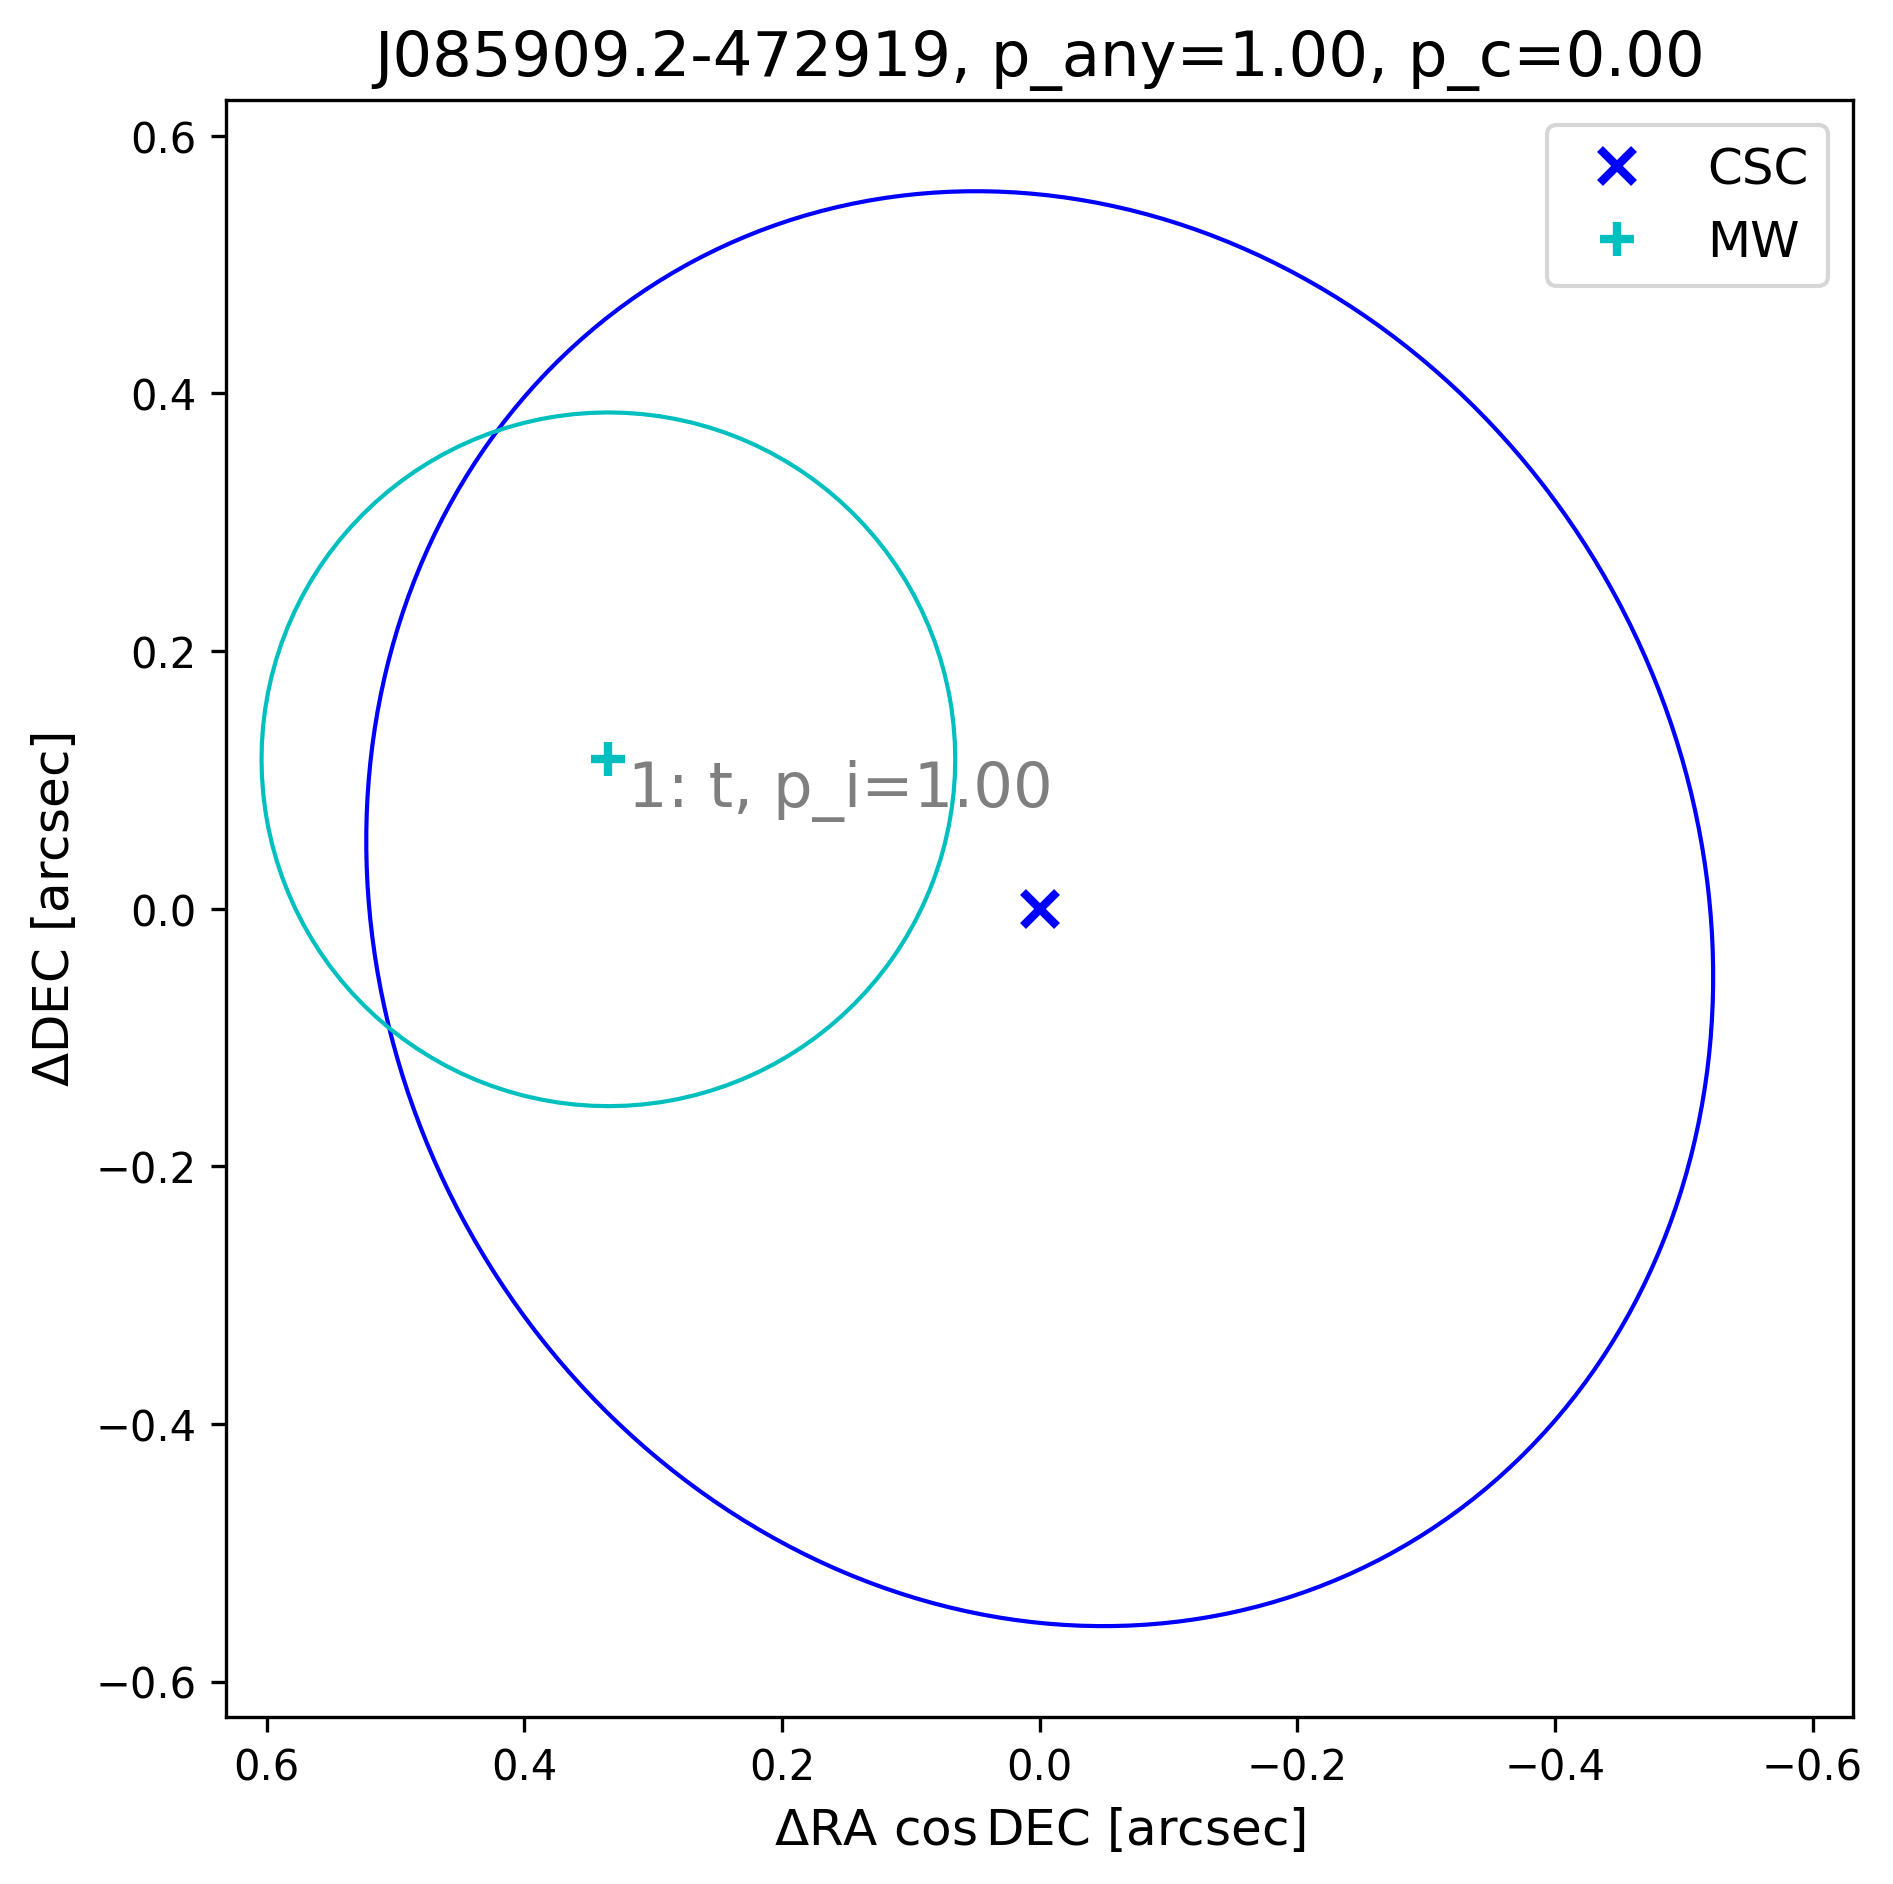 J085909.2-472919, p_any=1.00, p_c=0.00
CSC
MW
1: t, p_i=1.00
ΔDEC [arcsec]
0.6
0.4
0.2
0.0
−0.2
−0.4
−0.6
0.6 0.4 0.2 0.0 −0.2 −0.4 −0.6
ΔRA cos DEC [arcsec]